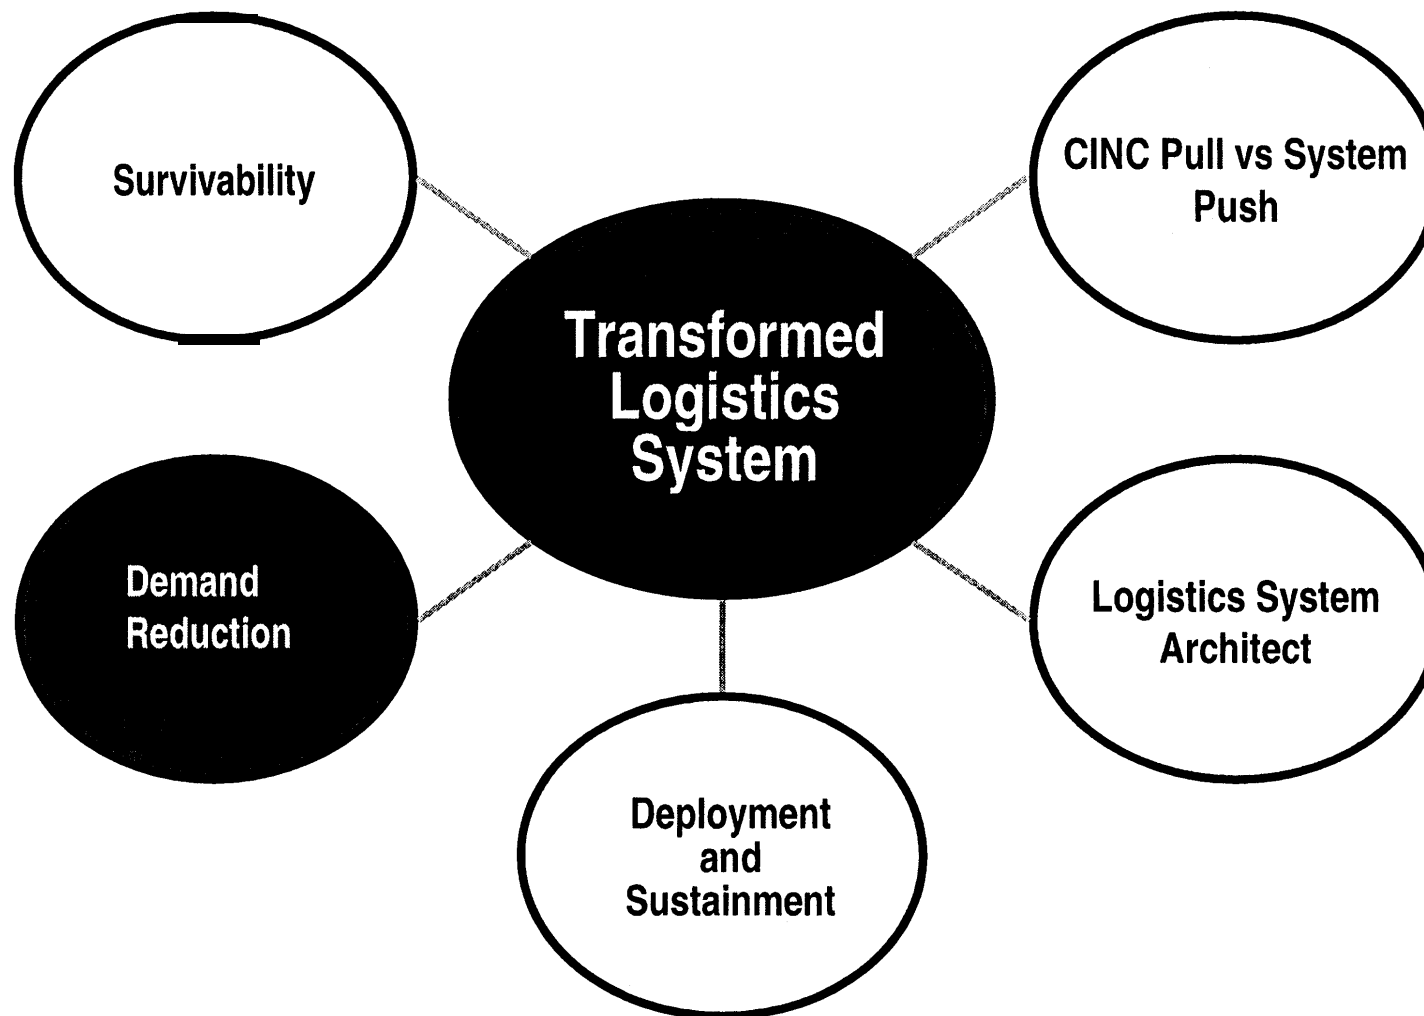 Survivability
CINC Pull vs System
Push
Transformed
Logistics
System
Demand
Reduction
Logistics System
Architect
Deployment
and
Sustainment